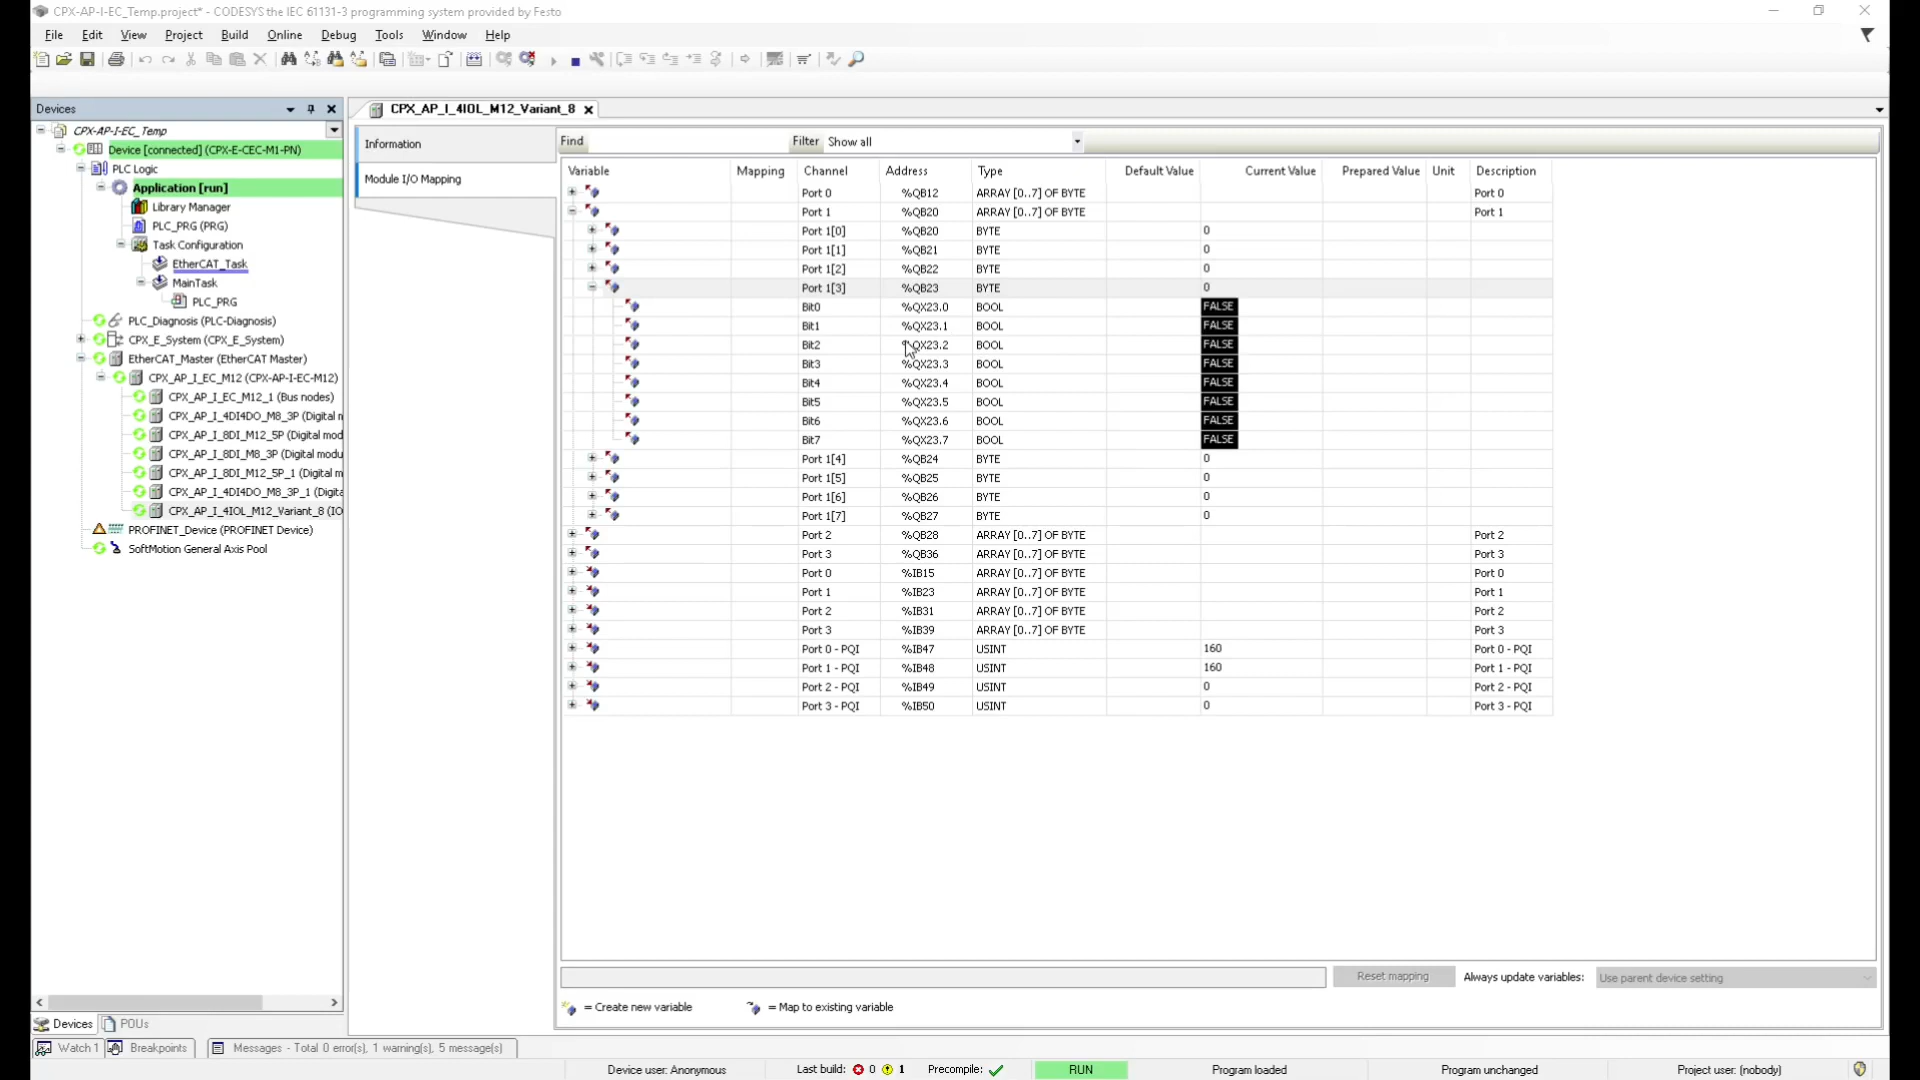 CPX-AP-I-EC_Temp.project* - CODESYS the IEC 61131-3 programming system provided by Festo
File Edit View Project Build Online Debug Tools Window Help
Devices
CPX_AP_I_4IOL_M12_Variant_8
CPX-AP-I-EC_Temp
Device [connected] (CPX-E-CEC-M1-PN)
PLC Logic
Application [run]
Library Manager
PLC_PRG (PRG)
Task Configuration
EtherCAT_Task
MainTask
PLC_PRG
PLC_Diagnosis (PLC-Diagnosis)
CPX_E_System (CPX_E_System)
EtherCAT_Master (EtherCAT Master)
CPX_AP_I_EC_M12 (CPX-AP-I-EC-M12)
CPX_AP_I_EC_M12_1 (Bus nodes)
CPX_AP_I_4DI4DO_M8_3P (Digital n
CPX_AP_I_8DI_M12_5P (Digital mod
CPX_AP_I_8DI_M8_3P (Digital modu
CPX_AP_I_8DI_M12_5P_1 (Digital m
CPX_AP_I_4DI4DO_M8_3P_1 (Digita
CPX_AP_I_4IOL_M12_Variant_8 (IO
PROFINET_Device (PROFINET Device)
SoftMotion General Axis Pool
Information
Module I/O Mapping
Find Filter Show all
Variable Mapping Channel Address Type Default Value Current Value Prepared Value Unit Description
Port 0 %QB12 ARRAY [0..7] OF BYTE Port 0
Port 1 %QB20 ARRAY [0..7] OF BYTE Port 1
Port 1[0] %QB20 BYTE 0
Port 1[1] %QB21 BYTE 0
Port 1[2] %QB22 BYTE 0
Port 1[3] %QB23 BYTE 0
Bit0 %QX23.0 BOOL FALSE
Bit1 %QX23.1 BOOL FALSE
Bit2 %QX23.2 BOOL FALSE
Bit3 %QX23.3 BOOL FALSE
Bit4 %QX23.4 BOOL FALSE
Bit5 %QX23.5 BOOL FALSE
Bit6 %QX23.6 BOOL FALSE
Bit7 %QX23.7 BOOL FALSE
Port 1[4] %QB24 BYTE 0
Port 1[5] %QB25 BYTE 0
Port 1[6] %QB26 BYTE 0
Port 1[7] %QB27 BYTE 0
Port 2 %QB28 ARRAY [0..7] OF BYTE Port 2
Port 3 %QB36 ARRAY [0..7] OF BYTE Port 3
Port 0 %IB15 ARRAY [0..7] OF BYTE Port 0
Port 1 %IB23 ARRAY [0..7] OF BYTE Port 1
Port 2 %IB31 ARRAY [0..7] OF BYTE Port 2
Port 3 %IB39 ARRAY [0..7] OF BYTE Port 3
Port 0 - PQI %IB47 USINT 160 Port 0 - PQI
Port 1 - PQI %IB48 USINT 160 Port 1 - PQI
Port 2 - PQI %IB49 USINT 0 Port 2 - PQI
Port 3 - PQI %IB50 USINT 0 Port 3 - PQI
Reset mapping Always update variables: Use parent device setting
= Create new variable = Map to existing variable
Devices POUs
Watch 1 Breakpoints Messages - Total 0 error(s), 1 warning(s), 5 message(s)
Device user: Anonymous Last build: 0 1 Precompile: RUN Program loaded Program unchanged Project user: (nobody)